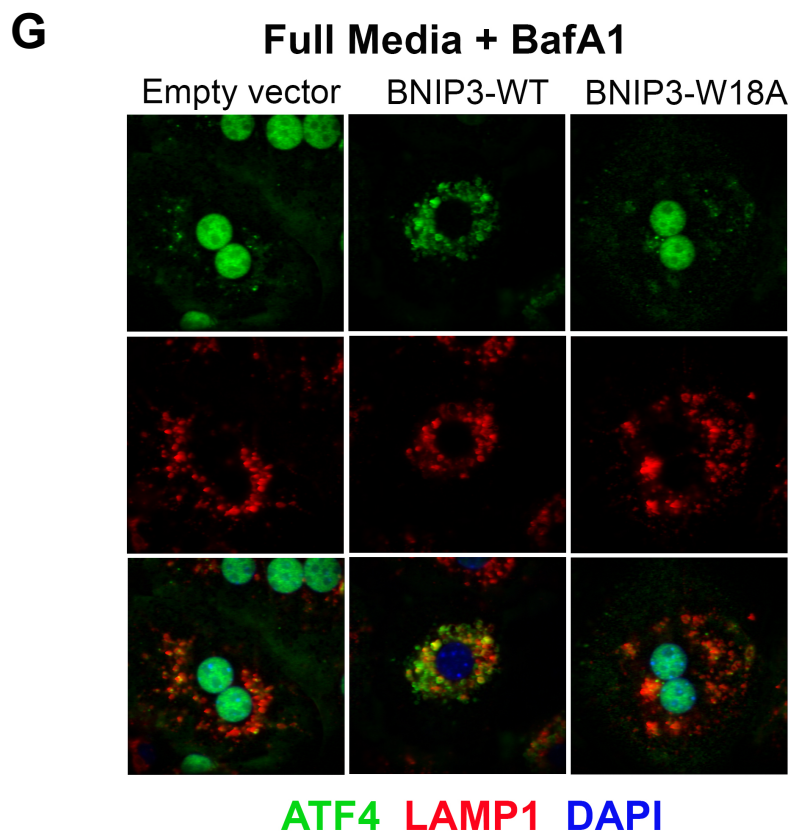 G
Full Media + BafA1
Empty vector BNIP3-WT BNIP3-W18A
ATF4 LAMP1 DAPI